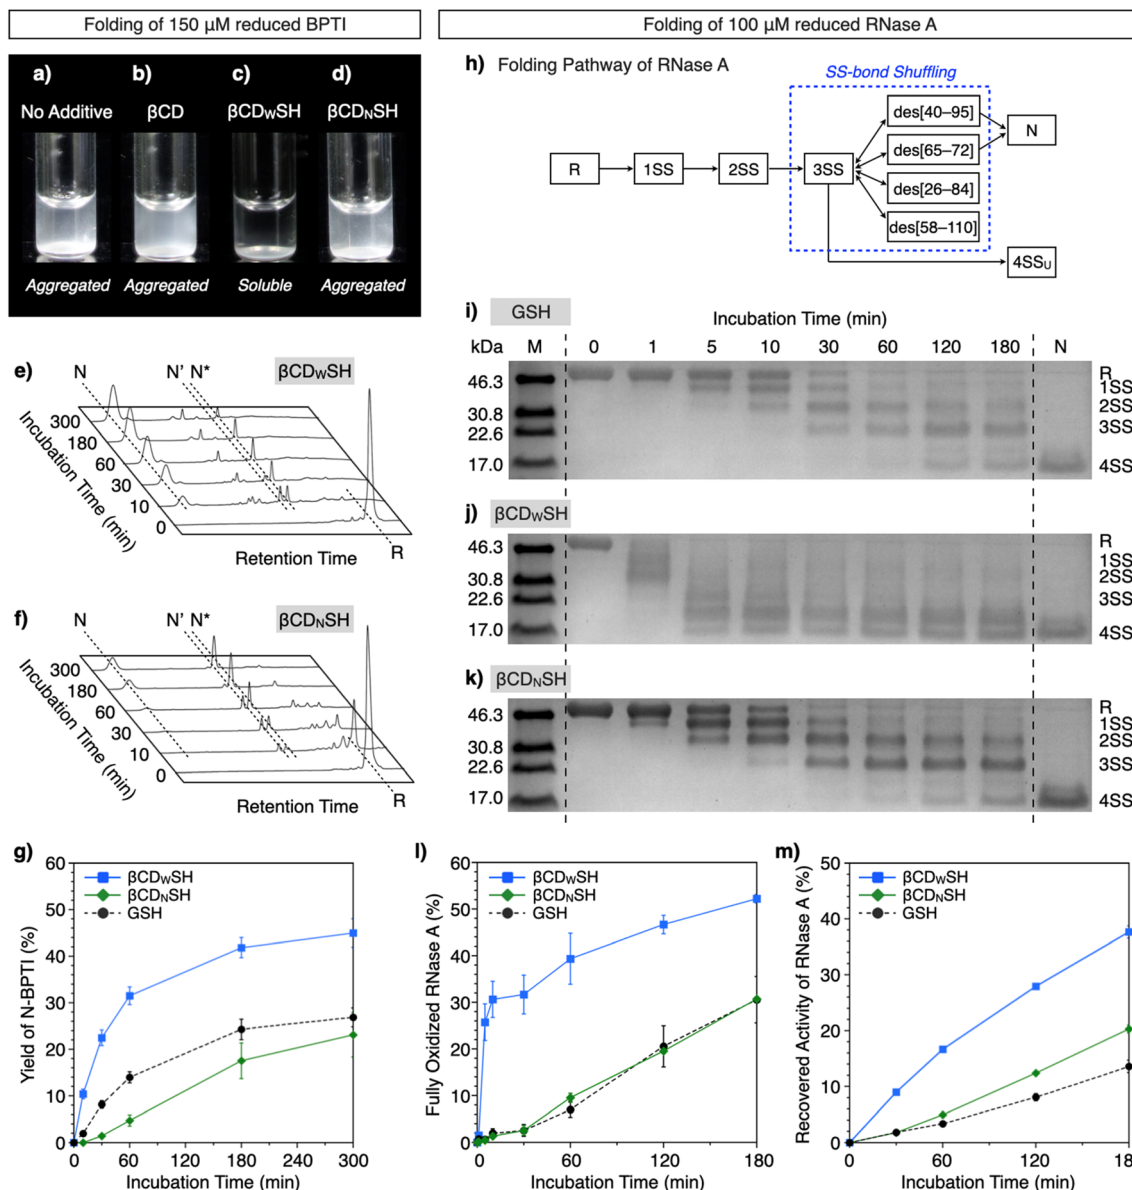 Folding of 150 μM reduced BPTI
Folding of 100 μM reduced RNase A
a) b) c) d)
No Additive βCD βCDWSH βCDNSH
Aggregated Aggregated Soluble Aggregated
h) Folding Pathway of RNase A
SS-bond Shuffling
R 1SS 2SS 3SS
des[40–95]
des[65–72]
des[26–84]
des[58–110]
N
4SSU
e) N N' N* βCDWSH
300
180
60
30
10
0
Incubation Time (min)
Retention Time
R
f) N N' N* βCDNSH
300
180
60
30
10
0
Incubation Time (min)
Retention Time
R
i) GSH
Incubation Time (min)
kDa M 0 1 5 10 30 60 120 180 N
46.3
30.8
22.6
17.0
R
1SS
2SS
3SS
4SS
j) βCDWSH
46.3
30.8
22.6
17.0
R
1SS
2SS
3SS
4SS
k) βCDNSH
46.3
30.8
22.6
17.0
R
1SS
2SS
3SS
4SS
g)
Yield of N-BPTI (%)
60
50
40
30
20
10
0
βCDWSH
βCDNSH
GSH
0 60 120 180 240 300
Incubation Time (min)
l)
Fully Oxidized RNase A (%)
60
50
40
30
20
10
0
βCDWSH
βCDNSH
GSH
0 60 120 180
Incubation Time (min)
m)
Recovered Activity of RNase A (%)
50
40
30
20
10
0
βCDWSH
βCDNSH
GSH
0 60 120
Incubation Time (min)